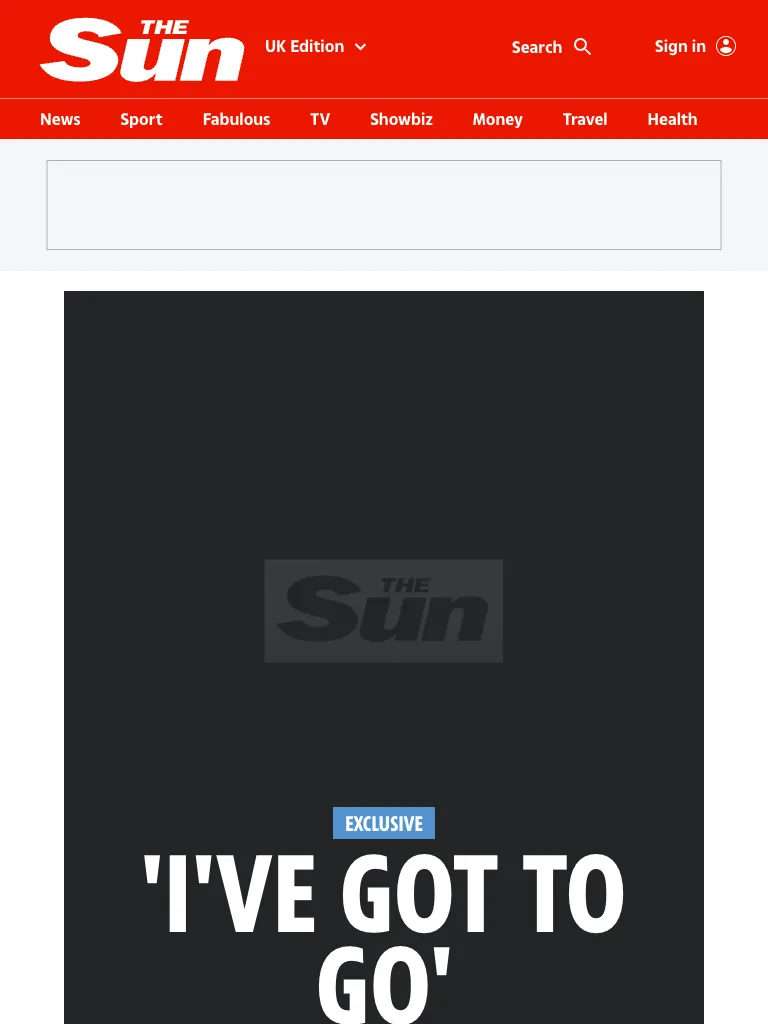 THE
Sun
UK Edition
Search
Sign in
News Sport Fabulous TV Showbiz Money Travel Health
THE
Sun
EXCLUSIVE
'I'VE GOT TO
GO'